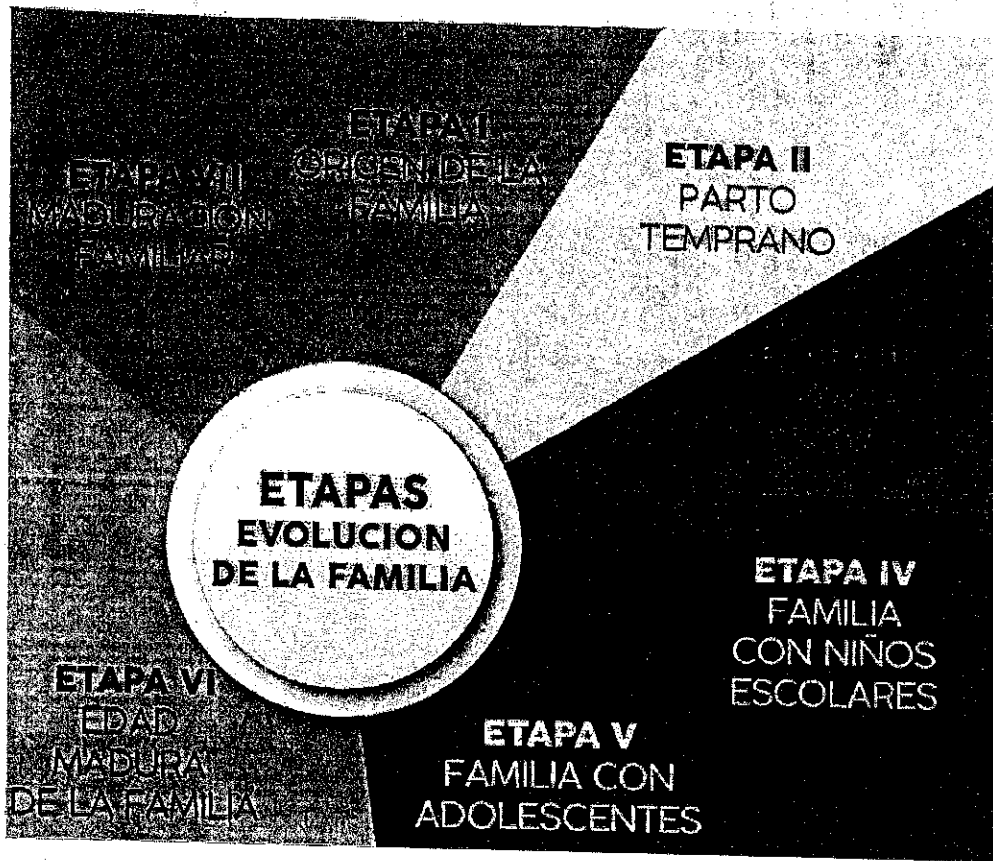 ETAPAS
EVOLUCION
DE LA FAMILIA
ETAPA I
ORIGEN DE LA
FAMILIA
ETAPA II
PARTO
TEMPRANO
ETAPA IV
FAMILIA
CON NIÑOS
ESCOLARES
ETAPA V
FAMILIA CON
ADOLESCENTES
ETAPA VI
EDAD
MADURA
DE LA FAMILIA
ETAPA VII
MADURACION
FAMILIAR